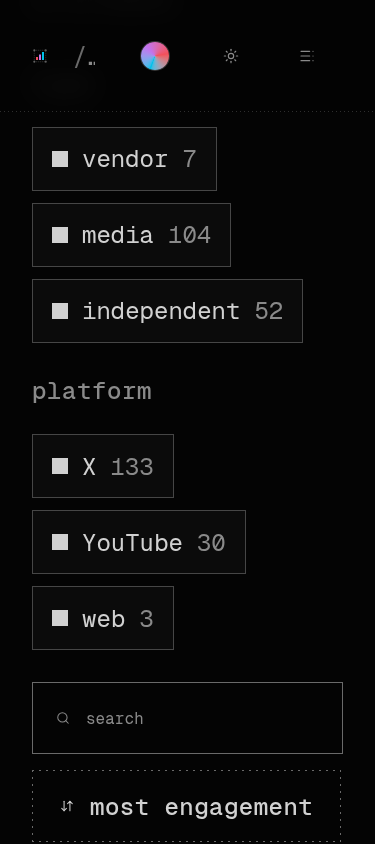 /.
vendor 7
media 104
independent 52
platform
X 133
YouTube 30
web 3
search
most engagement